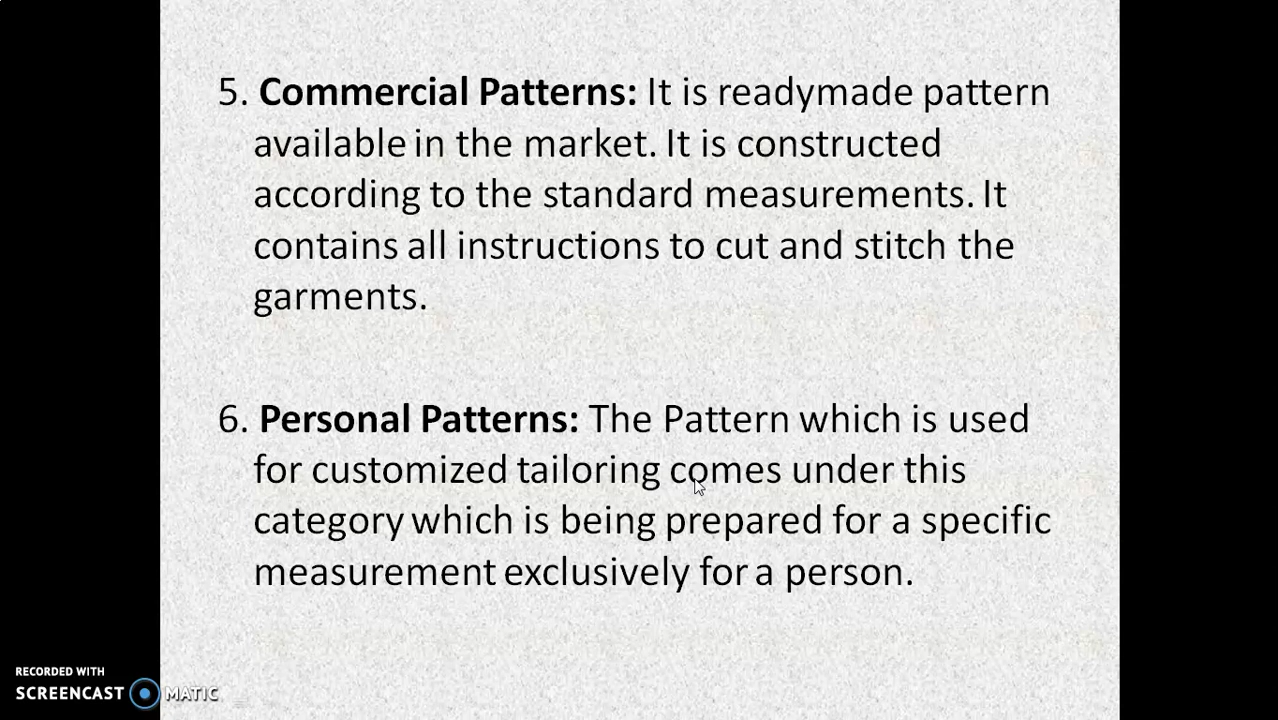 5. Commercial Patterns: It is readymade pattern
available in the market. It is constructed
according to the standard measurements. It
contains all instructions to cut and stitch the
garments.
6. Personal Patterns: The Pattern which is used
for customized tailoring comes under this
category which is being prepared for a specific
measurement exclusively for a person.
RECORDED WITH
SCREENCAST MATIC